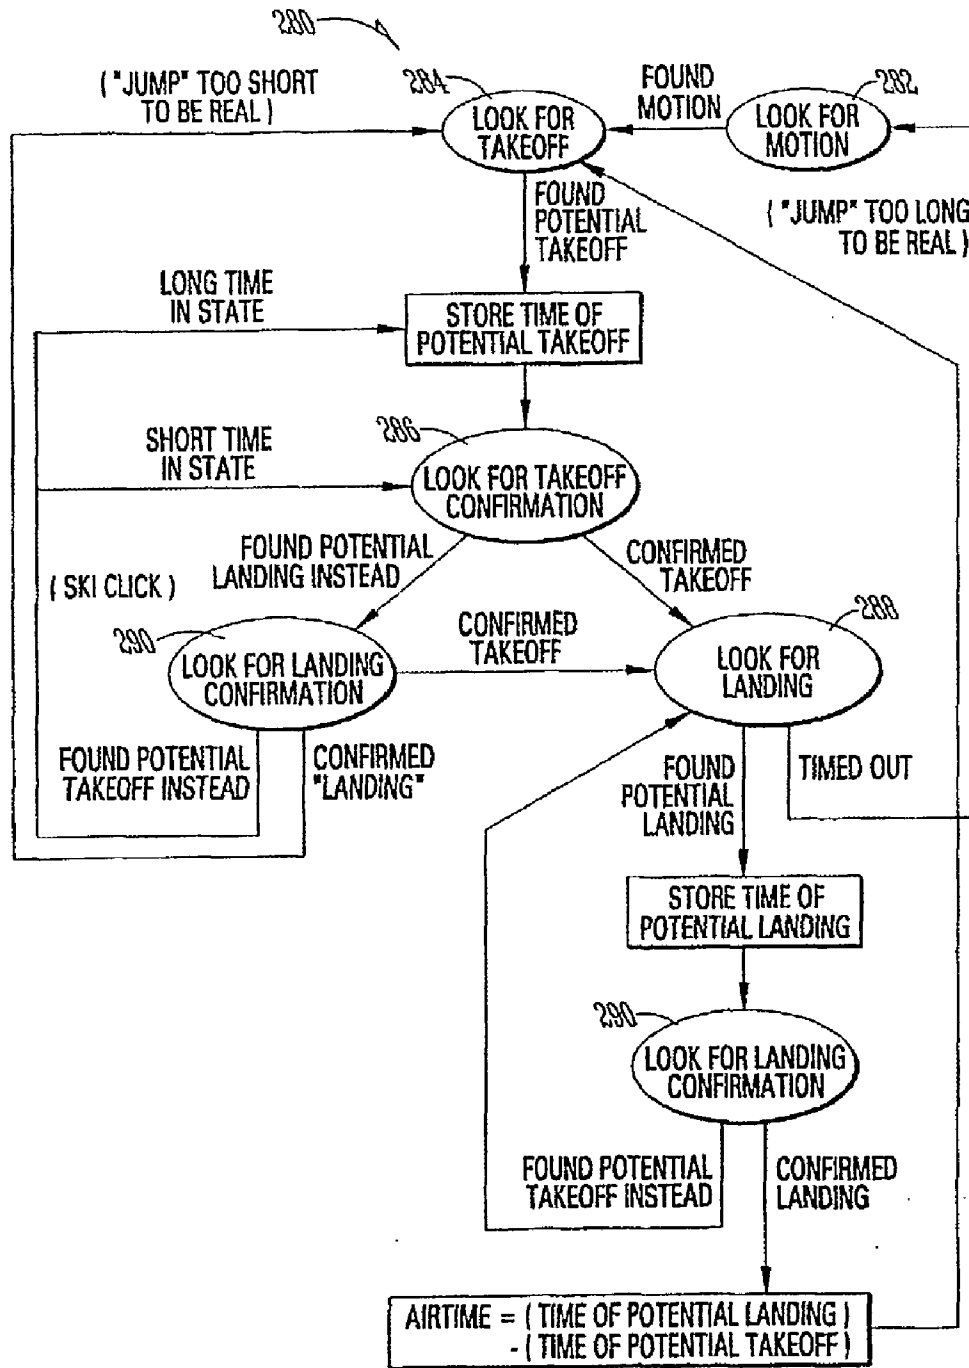 280
( "JUMP" TOO SHORT
TO BE REAL )
284
LOOK FOR
TAKEOFF
FOUND
MOTION
282
LOOK FOR
MOTION
FOUND
POTENTIAL
TAKEOFF
( "JUMP" TOO LONG
TO BE REAL )
LONG TIME
IN STATE
STORE TIME OF
POTENTIAL TAKEOFF
SHORT TIME
IN STATE
286
LOOK FOR TAKEOFF
CONFIRMATION
FOUND POTENTIAL
LANDING INSTEAD
CONFIRMED
TAKEOFF
( SKI CLICK )
290
LOOK FOR LANDING
CONFIRMATION
CONFIRMED
TAKEOFF
288
LOOK FOR
LANDING
FOUND POTENTIAL
TAKEOFF INSTEAD
CONFIRMED
"LANDING"
FOUND
POTENTIAL
LANDING
TIMED OUT
STORE TIME OF
POTENTIAL LANDING
290
LOOK FOR LANDING
CONFIRMATION
FOUND POTENTIAL
TAKEOFF INSTEAD
CONFIRMED
LANDING
AIRTIME = ( TIME OF POTENTIAL LANDING )
- ( TIME OF POTENTIAL TAKEOFF )